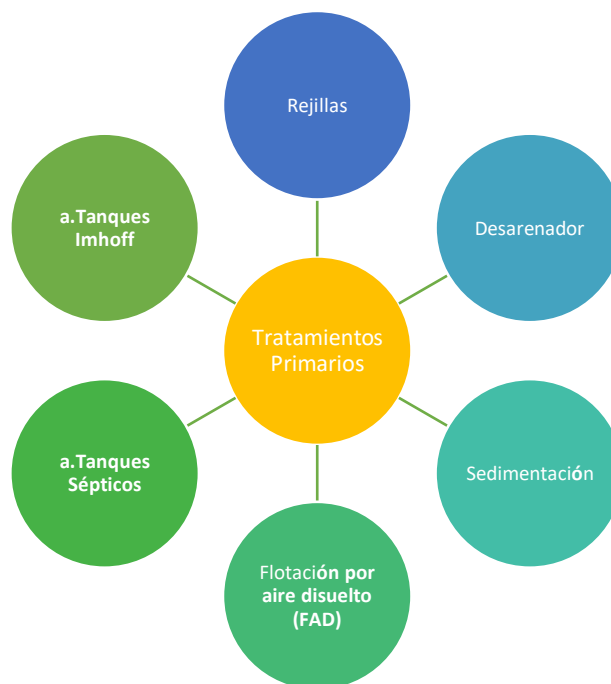 Rejillas
Desarenador
Sedimentación
Flotación por
aire disuelto
(FAD)
a.Tanques
Sépticos
a.Tanques
Imhoff
Tratamientos
Primarios